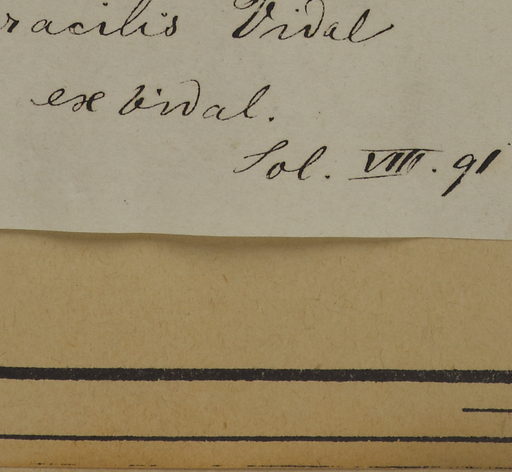 racilis Vidal
ex Vidal.
Sol. VIII. 91